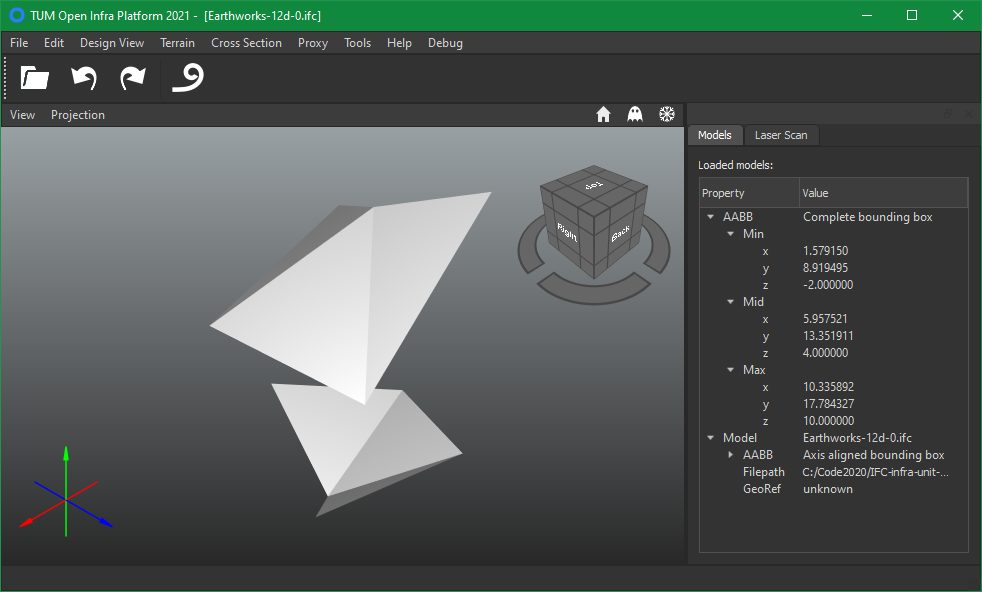 TUM Open Infra Platform 2021 - [Earthworks-12d-0.ifc]
File Edit Design View Terrain Cross Section Proxy Tools Help Debug
View Projection
Models Laser Scan
Loaded models:
Property Value
AABB Complete bounding box
Min
x 1.579150
y 8.919495
z -2.000000
Mid
x 5.957521
y 13.351911
z 4.000000
Max
x 10.335892
y 17.784327
z 10.000000
Model Earthworks-12d-0.ifc
AABB Axis aligned bounding box
Filepath C:/Code2020/IFC-infra-unit-...
GeoRef unknown
Top
Right Back